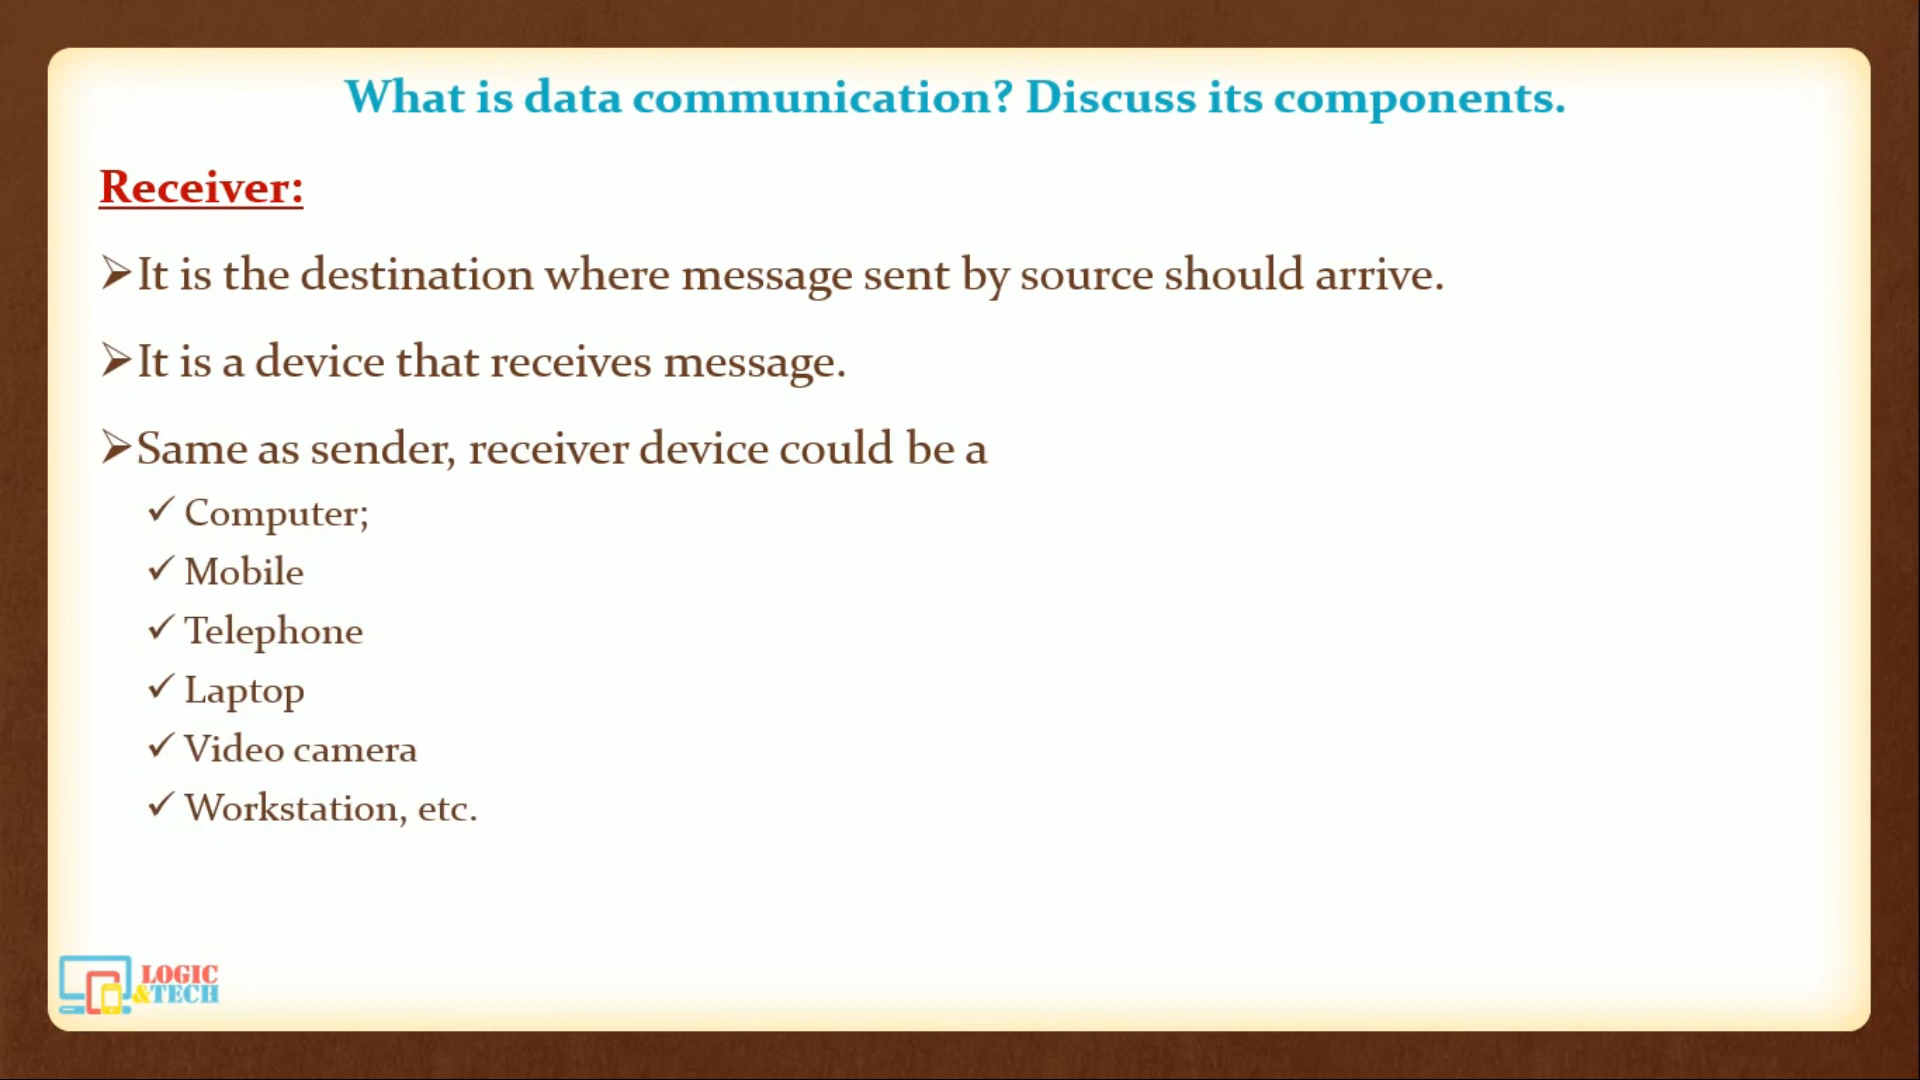 What is data communication? Discuss its components.
Receiver:
➢It is the destination where message sent by source should arrive.
➢It is a device that receives message.
➢Same as sender, receiver device could be a
✓ Computer;
✓ Mobile
✓ Telephone
✓ Laptop
✓ Video camera
✓ Workstation, etc.
LOGIC
&TECH